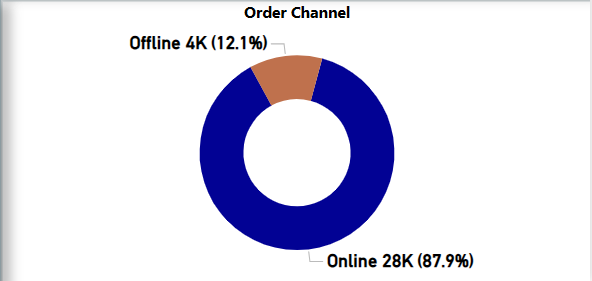 Order Channel
Offline 4K (12.1%)
Online 28K (87.9%)